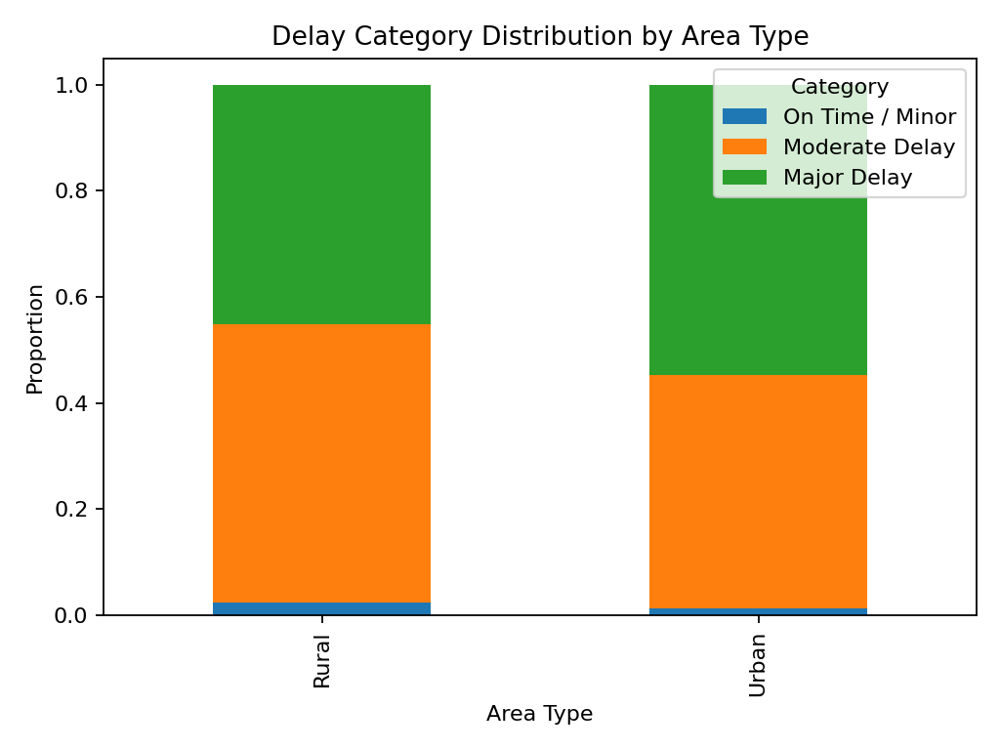 Delay Category Distribution by Area Type
Category
On Time / Minor
Moderate Delay
Major Delay
Proportion
1.0
0.8
0.6
0.4
0.2
0.0
Rural
Urban
Area Type